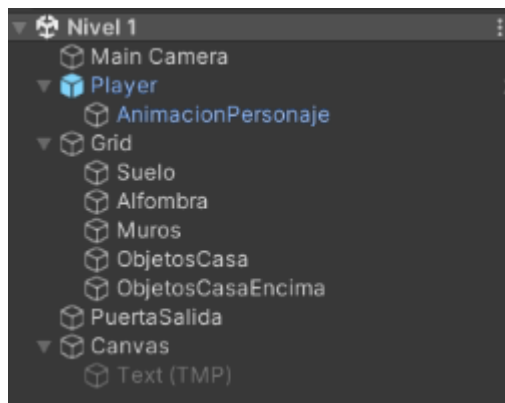 Nivel 1
Main Camera
Player
AnimacionPersonaje
Grid
Suelo
Alfombra
Muros
ObjetosCasa
ObjetosCasaEncima
PuertaSalida
Canvas
Text (TMP)